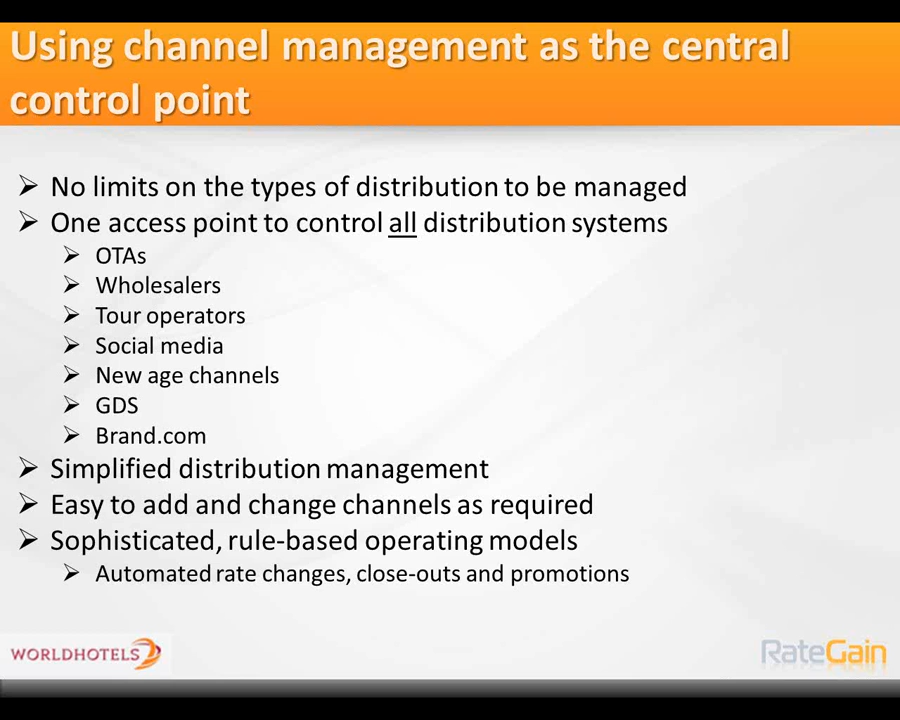 Using channel management as the central
control point
No limits on the types of distribution to be managed
One access point to control all distribution systems
OTAs
Wholesalers
Tour operators
Social media
New age channels
GDS
Brand.com
Simplified distribution management
Easy to add and change channels as required
Sophisticated, rule-based operating models
Automated rate changes, close-outs and promotions
WORLDHOTELS
RateGain